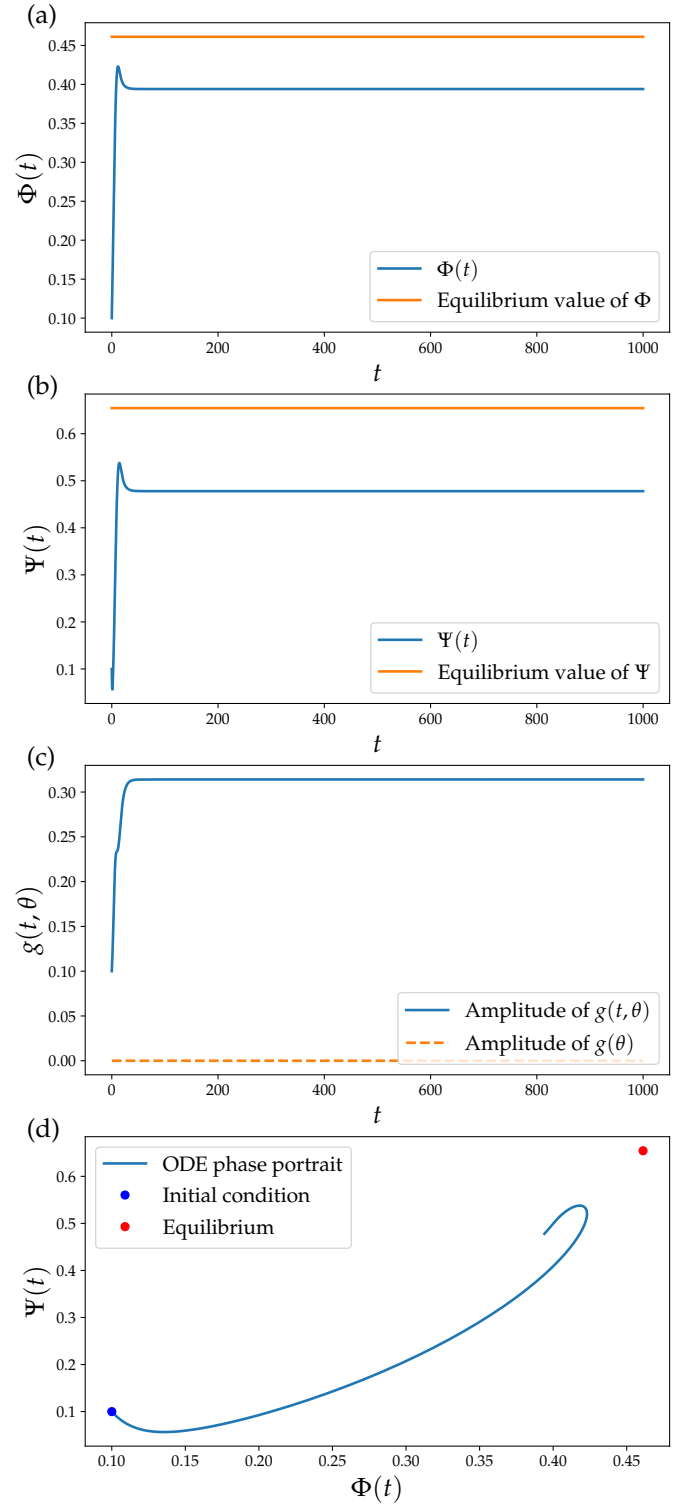 (a)
0.45
0.40
0.35
0.30
0.25
0.20
0.15
0.10
Φ(t)
Φ(t)
Equilibrium value of Φ
0 200 400 600 800 1000
t
(b)
0.6
0.5
0.4
0.3
0.2
0.1
Ψ(t)
Ψ(t)
Equilibrium value of Ψ
0 200 400 600 800 1000
t
(c)
0.30
0.25
0.20
0.15
0.10
0.05
0.00
g(t, θ)
Amplitude of g(t, θ)
Amplitude of g(θ)
0 200 400 600 800 1000
t
(d)
0.6
0.5
0.4
0.3
0.2
0.1
Ψ(t)
ODE phase portrait
Initial condition
Equilibrium
0.10 0.15 0.20 0.25 0.30 0.35 0.40 0.45
Φ(t)